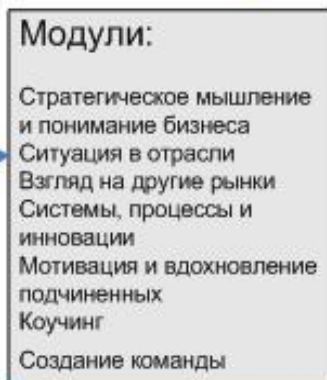 Модули:
Стратегическое мышление
и понимание бизнеса
Ситуация в отрасли
Взгляд на другие рынки
Системы, процессы и
инновации
Мотивация и вдохновление
подчиненных
Коучинг
Создание команды